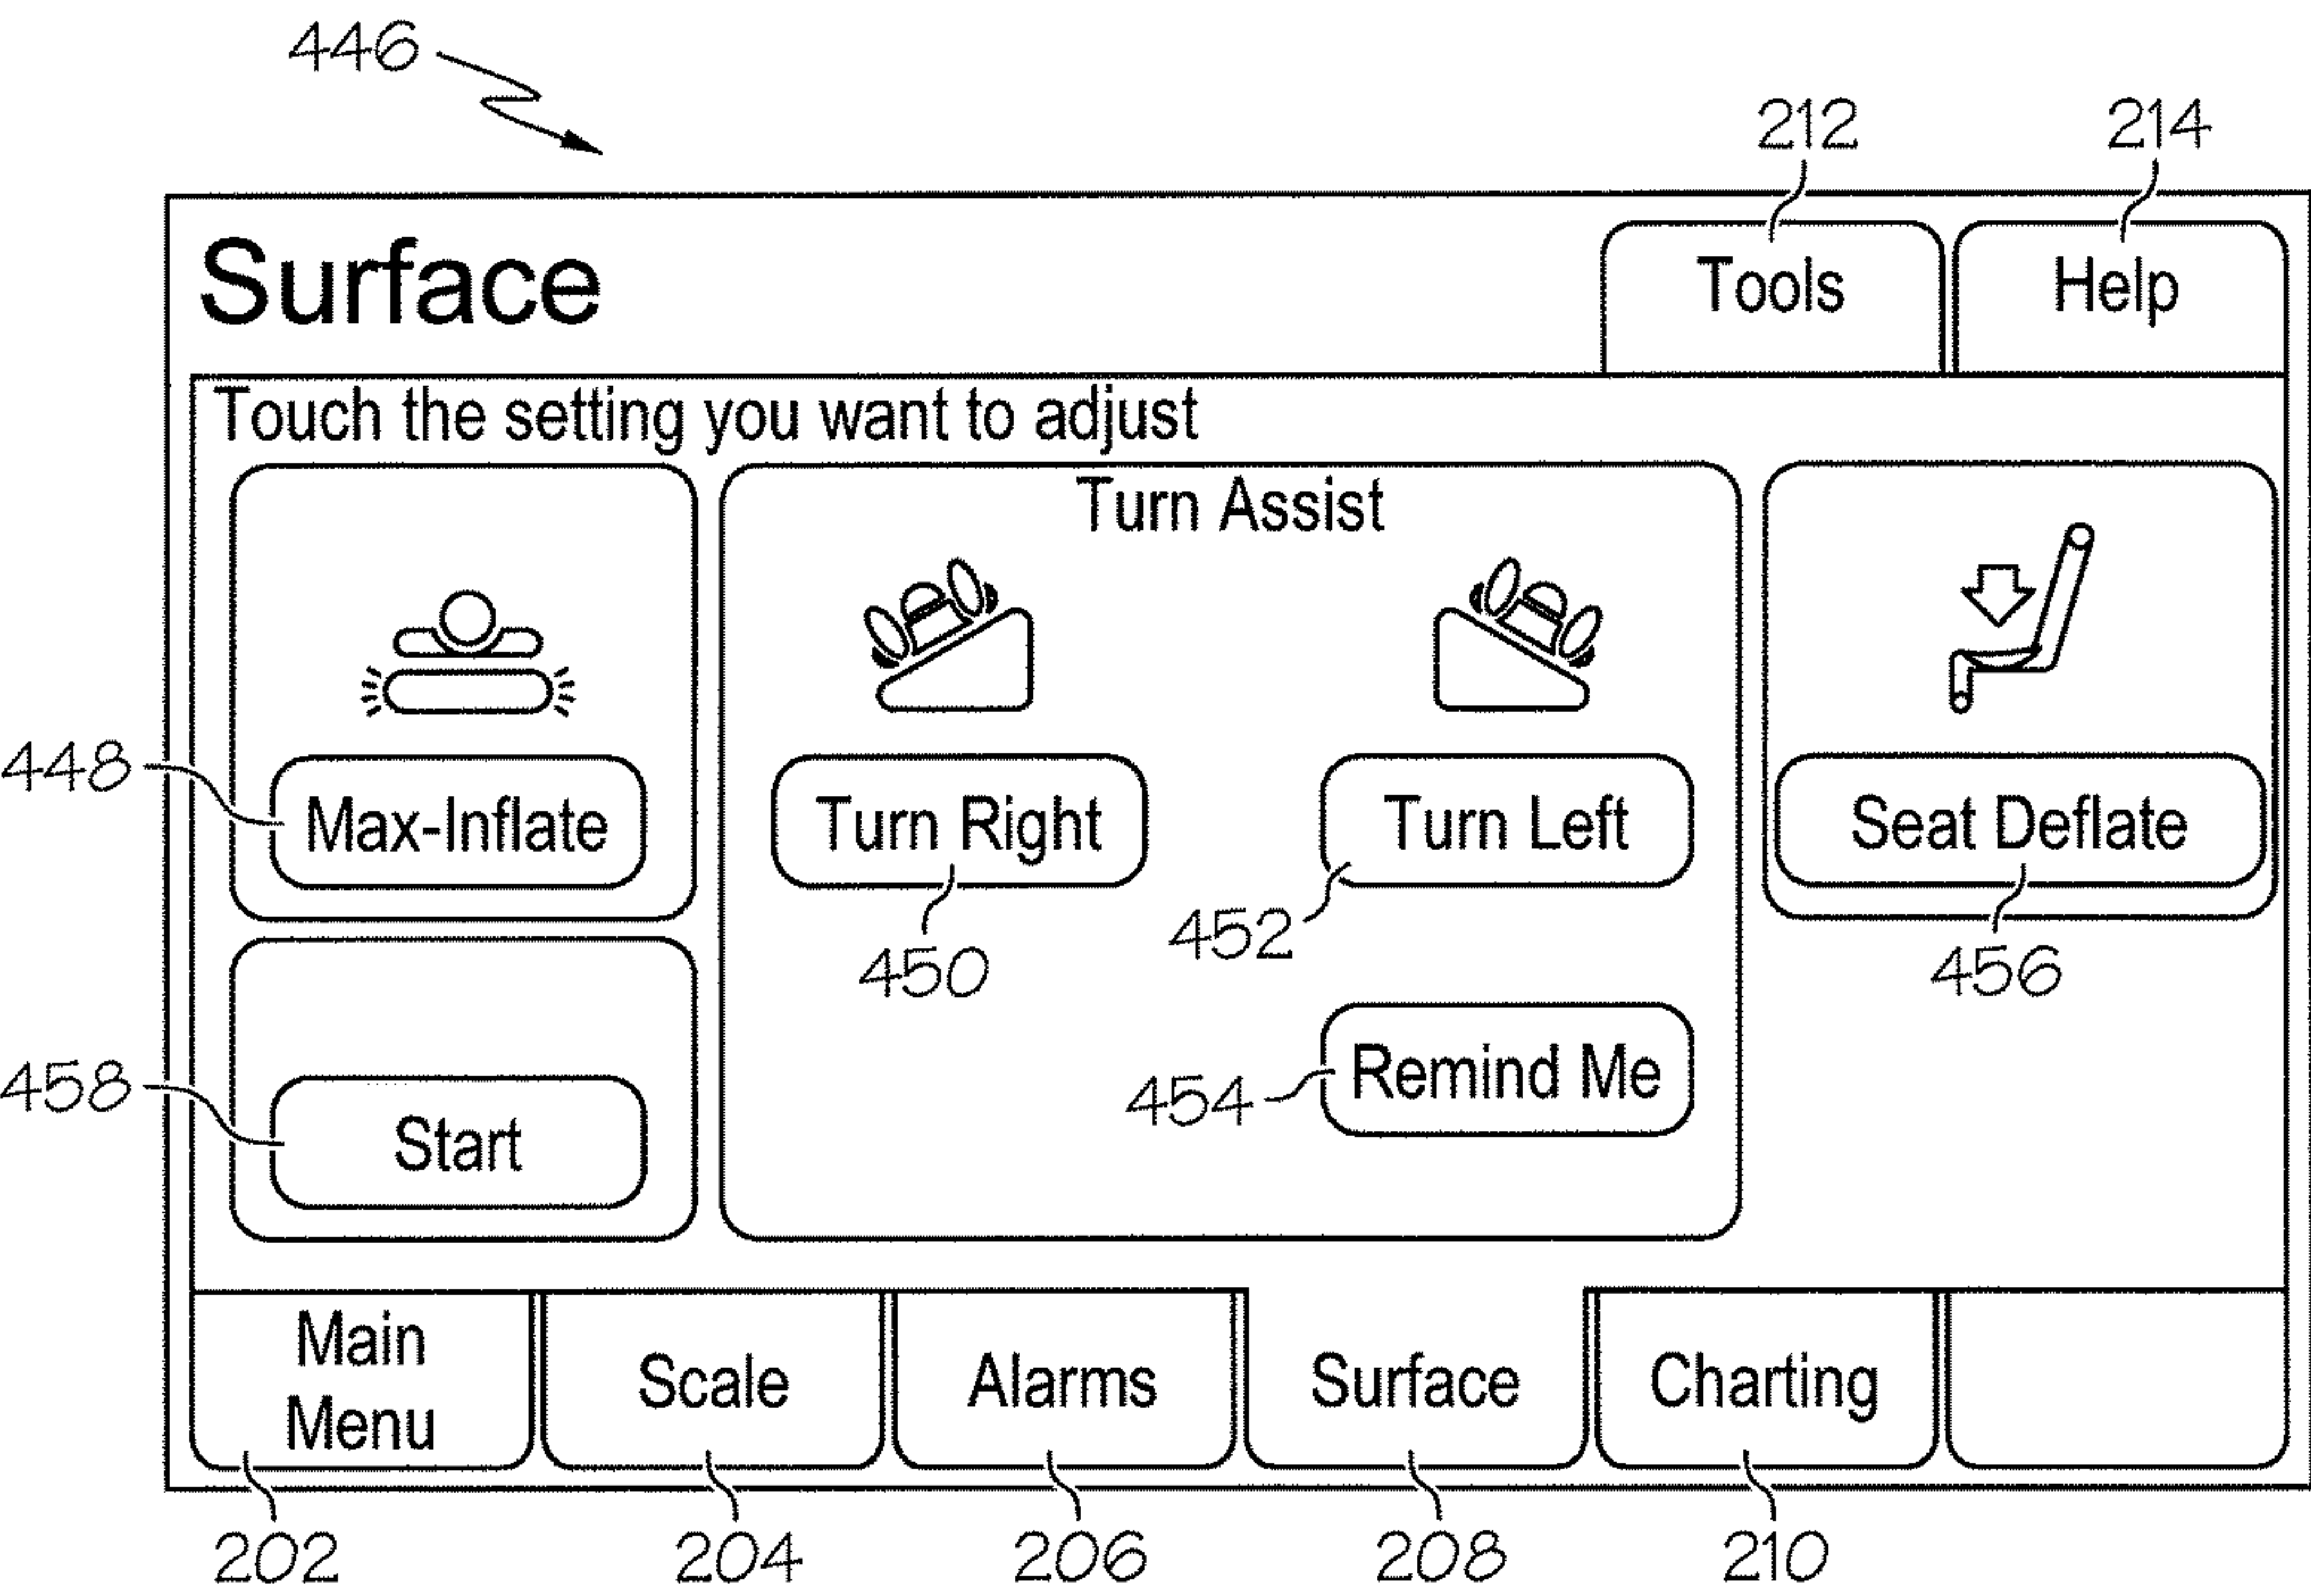 446
212
214
Surface
Tools
Help
Touch the setting you want to adjust
Turn Assist
448
Max-Inflate
Turn Right
Turn Left
Seat Deflate
450
452
456
458
Start
454
Remind Me
Main
Menu
Scale
Alarms
Surface
Charting
202
204
206
208
210